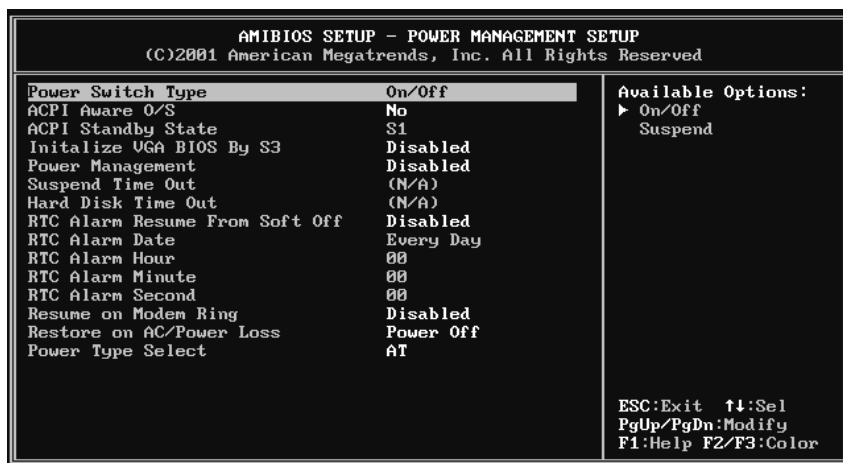 AMIBIOS SETUP – POWER MANAGEMENT SETUP
(C)2001 American Megatrends, Inc. All Rights Reserved
Power Switch Type On/Off
ACPI Aware O/S No
ACPI Standby State S1
Initalize VGA BIOS By S3 Disabled
Power Management Disabled
Suspend Time Out (N/A)
Hard Disk Time Out (N/A)
RTC Alarm Resume From Soft Off Disabled
RTC Alarm Date Every Day
RTC Alarm Hour 00
RTC Alarm Minute 00
RTC Alarm Second 00
Resume on Modem Ring Disabled
Restore on AC/Power Loss Power Off
Power Type Select AT
Available Options:
► On/Off
Suspend
ESC:Exit ↑↓:Sel
PgUp/PgDn:Modify
F1:Help F2/F3:Color